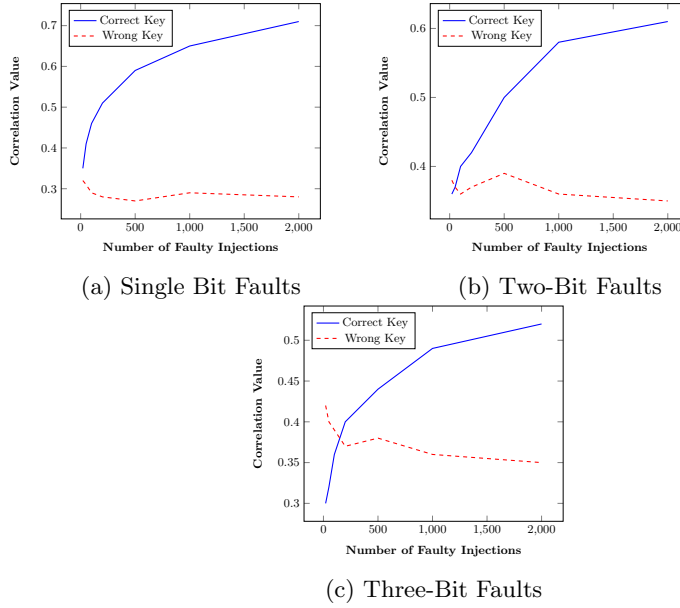 Correct Key
Wrong Key
0.7
0.6
0.5
0.4
0.3
Correlation Value
0 500 1,000 1,500 2,000
Number of Faulty Injections
(a) Single Bit Faults
Correct Key
Wrong Key
0.6
0.5
0.4
Correlation Value
0 500 1,000 1,500 2,000
Number of Faulty Injections
(b) Two-Bit Faults
Correct Key
Wrong Key
0.5
0.45
0.4
0.35
0.3
Correlation Value
0 500 1,000 1,500 2,000
Number of Faulty Injections
(c) Three-Bit Faults